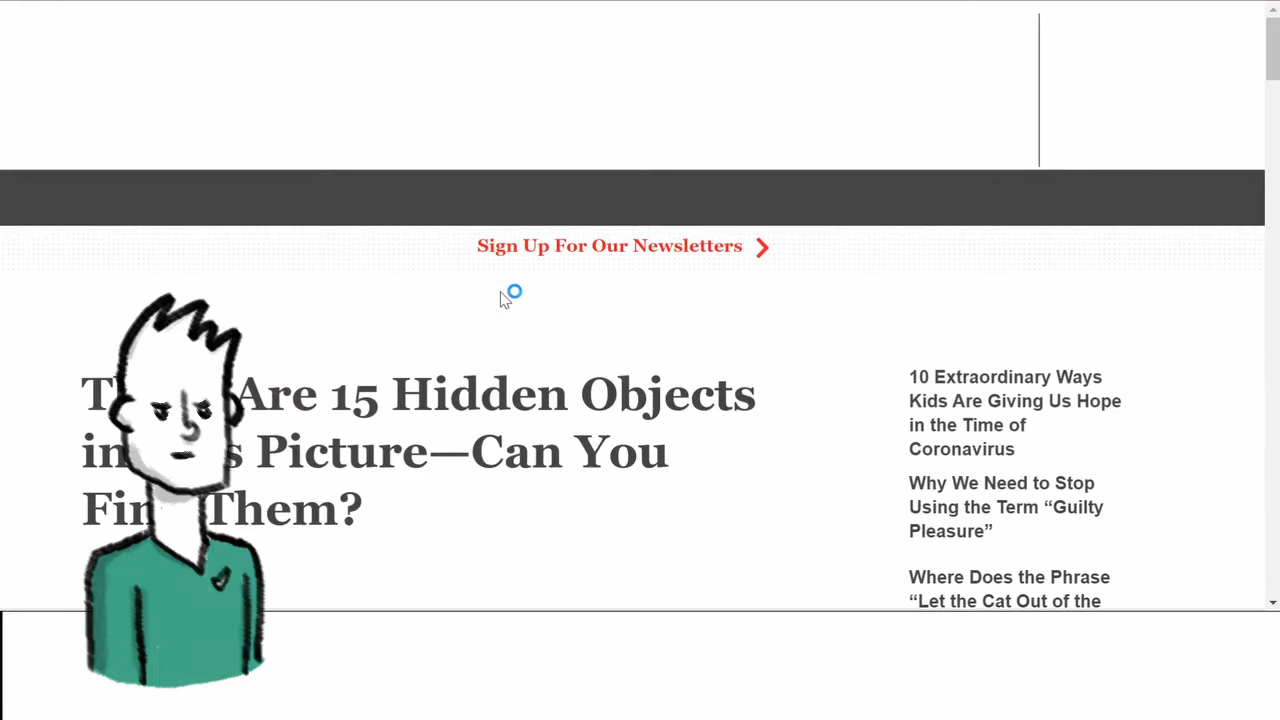 Sign Up For Our Newsletters
Are 15 Hidden Objects
Picture—Can You
Them?
10 Extraordinary Ways
Kids Are Giving Us Hope
in the Time of
Coronavirus
Why We Need to Stop
Using the Term “Guilty
Pleasure”
Where Does the Phrase
“Let the Cat Out of the